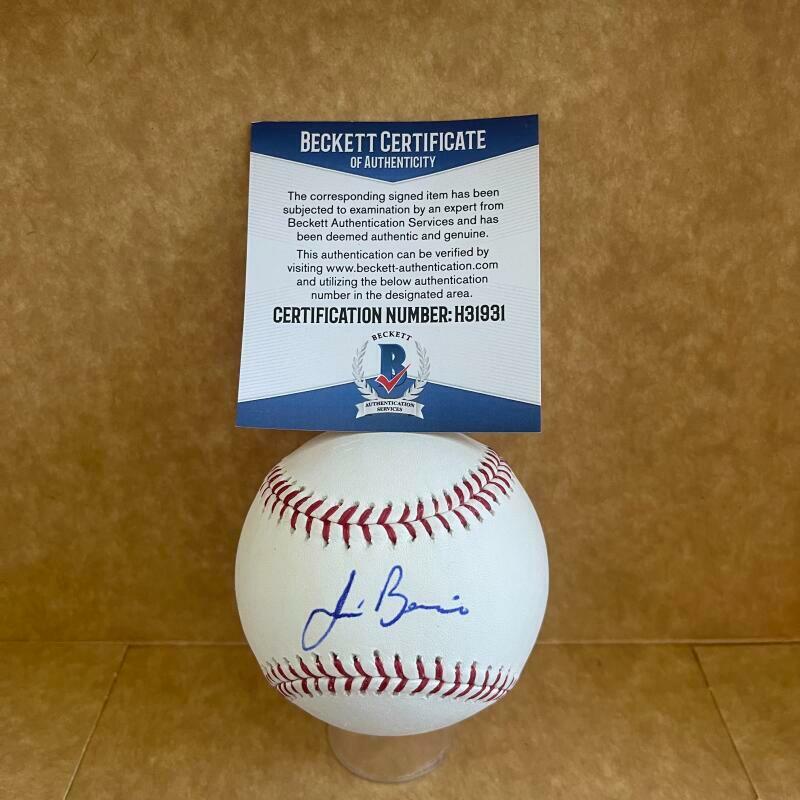 BECKETT CERTIFICATE
OF AUTHENTICITY
The corresponding signed item has been
subjected to examination by an expert from
Beckett Authentication Services and has
been deemed authentic and genuine.
This authentication can be verified by
visiting www.beckett-authentication.com
and utilizing the below authentication
number in the designated area.
CERTIFICATION NUMBER: H31931
BECKETT
B
AUTHENTICATION
SERVICES